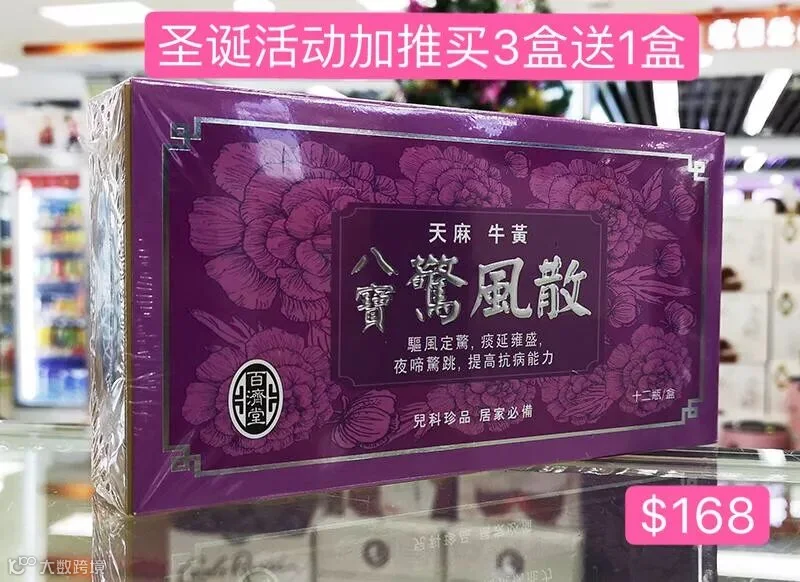 圣诞活动加推买3盒送1盒
天麻 牛黃
八寶
驚風散
驅風定驚, 痰延雍盛,
夜啼驚跳, 提高抗病能力
兒科珍品 居家必備
百濟堂
十二瓶/盒
$168
大数跨境